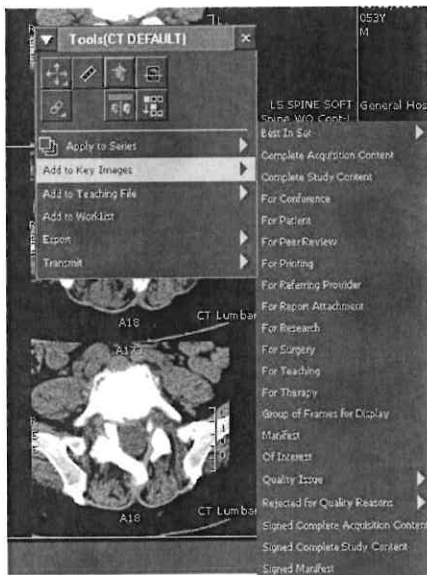 053Y
M
Tools(CT DEFAULT)
LS SPINE SOFT
General Hos
Spine WO Cont-I
Apply to Series
Add to Key Images
Add to Teaching File
Add to WorkList
Export
Transmit
Best In Set
Complete Acquisition Content
Complete Study Content
For Conference
For Patient
For Peer Review
For Printing
For Referring Provider
For Report Attachment
For Research
For Surgery
For Teaching
For Therapy
Group of Frames for Display
Manifest
Of Interest
Quality Issue
Rejected for Quality Reasons
Signed Complete Acquisition Content
Signed Complete Study Content
Signed Manifest
A18
CT Lumbar
A173
A18
CT Lumba